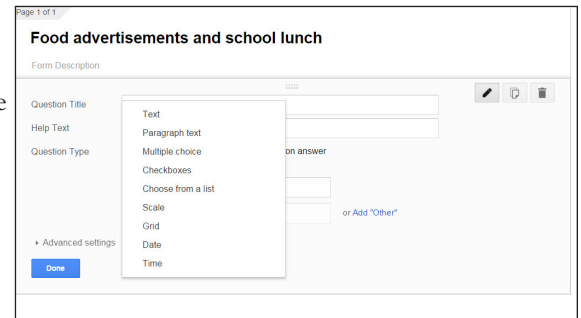 Page 1 of 1
Food advertisements and school lunch
Form Description
Question Title
Help Text
Question Type
Text
Paragraph text
Multiple choice
Checkboxes
Choose from a list
Scale
Grid
Date
Time
on answer
or Add "Other"
Advanced settings
Done